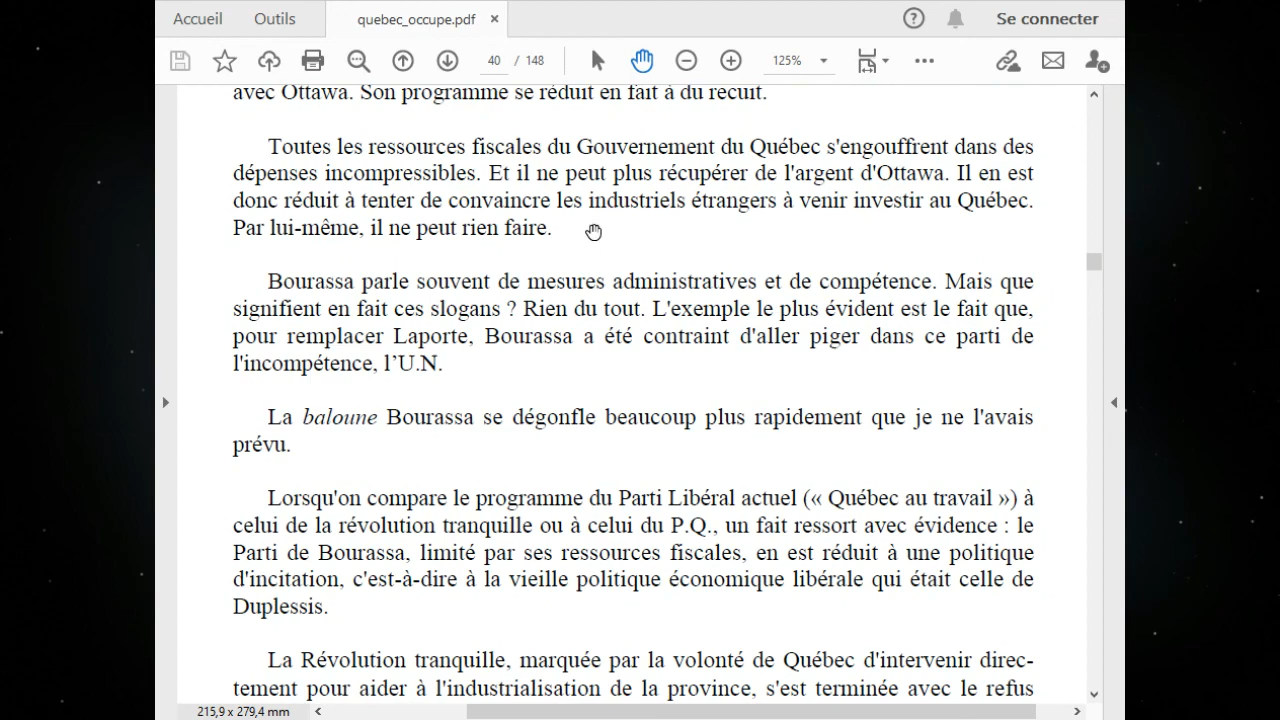 Accueil
Outils
quebec_occupe.pdf ×
Se connecter
40 / 148
125%
avec Ottawa. Son programme se réduit en fait à du recuit.
Toutes les ressources fiscales du Gouvernement du Québec s'engouffrent dans des
dépenses incompressibles. Et il ne peut plus récupérer de l'argent d'Ottawa. Il en est
donc réduit à tenter de convaincre les industriels étrangers à venir investir au Québec.
Par lui-même, il ne peut rien faire.
Bourassa parle souvent de mesures administratives et de compétence. Mais que
signifient en fait ces slogans ? Rien du tout. L'exemple le plus évident est le fait que,
pour remplacer Laporte, Bourassa a été contraint d'aller piger dans ce parti de
l'incompétence, l'U.N.
La baloune Bourassa se dégonfle beaucoup plus rapidement que je ne l'avais
prévu.
Lorsqu'on compare le programme du Parti Libéral actuel (« Québec au travail ») à
celui de la révolution tranquille ou à celui du P.Q., un fait ressort avec évidence : le
Parti de Bourassa, limité par ses ressources fiscales, en est réduit à une politique
d'incitation, c'est-à-dire à la vieille politique économique libérale qui était celle de
Duplessis.
La Révolution tranquille, marquée par la volonté de Québec d'intervenir direc-
tement pour aider à l'industrialisation de la province, s'est terminée avec le refus
215,9 x 279,4 mm